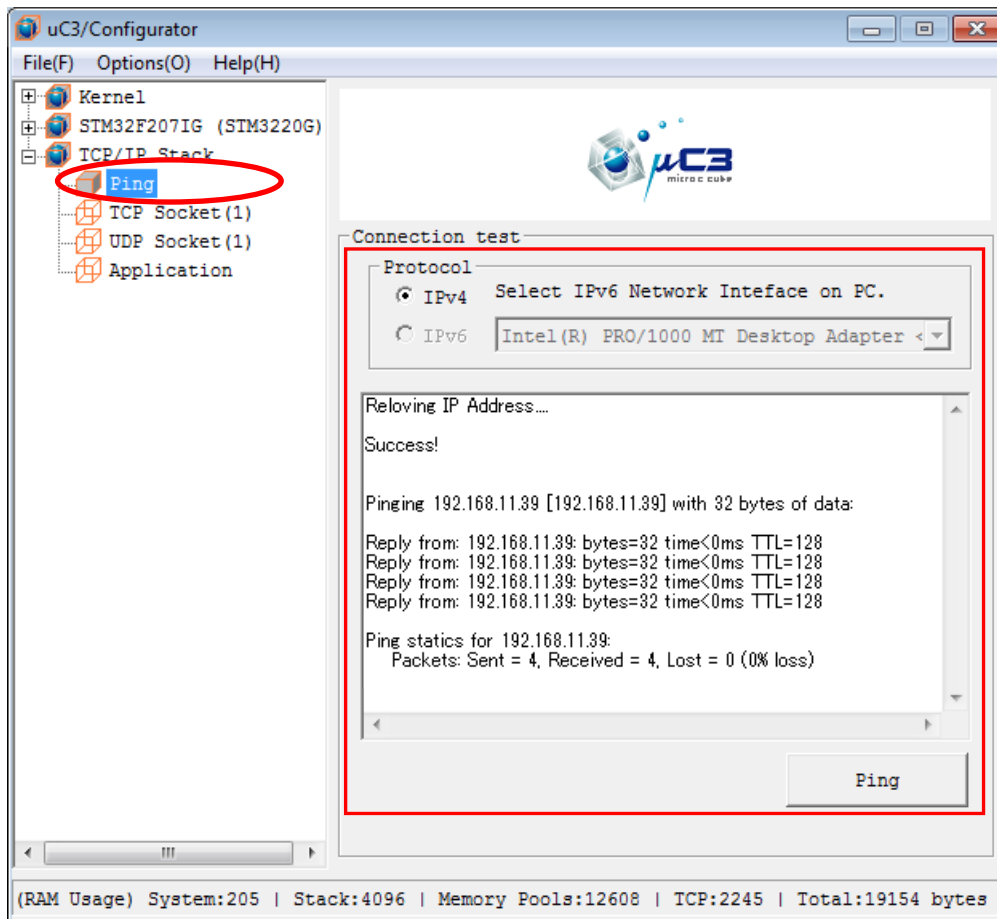 uC3/Configurator
File(F) Options(O) Help(H)
Kernel
STM32F207IG (STM3220G)
TCP/IP Stack
Ping
TCP Socket(1)
UDP Socket(1)
Application
µC3
micro c cube
Connection test
Protocol
IPv4 Select IPv6 Network Inteface on PC.
IPv6 Intel(R) PRO/1000 MT Desktop Adapter <
Reloving IP Address....
Success!
Pinging 192.168.11.39 [192.168.11.39] with 32 bytes of data:
Reply from: 192.168.11.39: bytes=32 time<0ms TTL=128
Reply from: 192.168.11.39: bytes=32 time<0ms TTL=128
Reply from: 192.168.11.39: bytes=32 time<0ms TTL=128
Reply from: 192.168.11.39: bytes=32 time<0ms TTL=128
Ping statics for 192.168.11.39:
Packets: Sent = 4, Received = 4, Lost = 0 (0% loss)
Ping
(RAM Usage) System:205 | Stack:4096 | Memory Pools:12608 | TCP:2245 | Total:19154 bytes